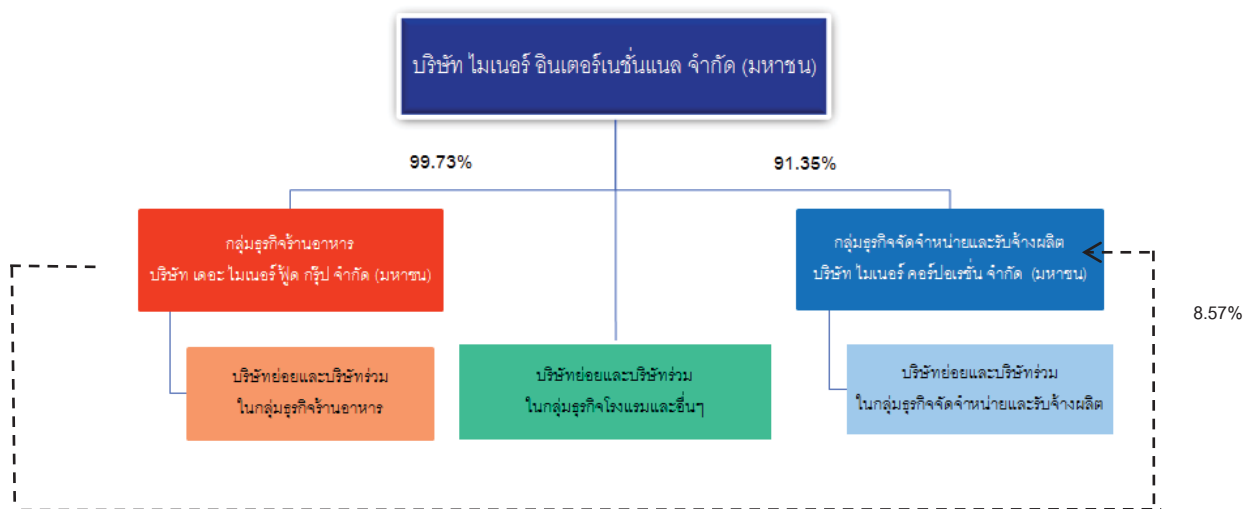 บริษัท ไมเนอร์ อินเตอร์เนชั่นแนล จำกัด (มหาชน)
99.73%
91.35%
กลุ่มธุรกิจร้านอาหาร
บริษัท เดอะ ไมเนอร์ ฟู้ด กรุ๊ป จำกัด (มหาชน)
กลุ่มธุรกิจจัดจำหน่ายและรับจ้างผลิต
บริษัท ไมเนอร์ คอร์ปอเรชั่น จำกัด (มหาชน)
8.57%
บริษัทย่อยและบริษัทร่วม
ในกลุ่มธุรกิจร้านอาหาร
บริษัทย่อยและบริษัทร่วม
ในกลุ่มธุรกิจโรงแรมและอื่นๆ
บริษัทย่อยและบริษัทร่วม
ในกลุ่มธุรกิจจัดจำหน่ายและรับจ้างผลิต